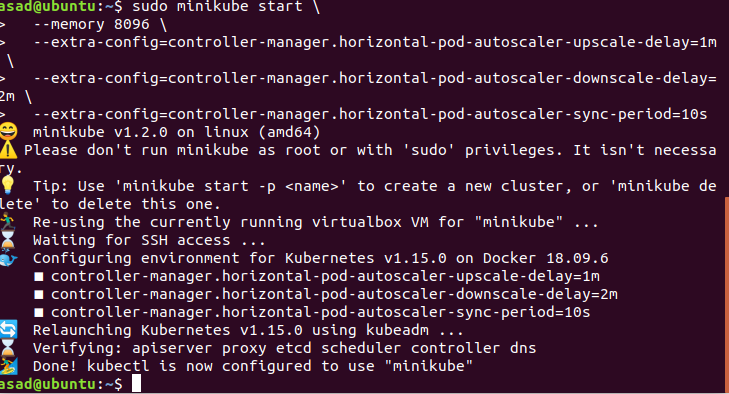 asad@ubuntu:~$ sudo minikube start \
>   --memory 8096 \
>   --extra-config=controller-manager.horizontal-pod-autoscaler-upscale-delay=1m
 \
>   --extra-config=controller-manager.horizontal-pod-autoscaler-downscale-delay=
2m \
>   --extra-config=controller-manager.horizontal-pod-autoscaler-sync-period=10s
😄  minikube v1.2.0 on linux (amd64)
⚠️ Please don't run minikube as root or with 'sudo' privileges. It isn't necessa
ry.
💡  Tip: Use 'minikube start -p <name>' to create a new cluster, or 'minikube de
lete' to delete this one.
🏃  Re-using the currently running virtualbox VM for "minikube" ...
⌛  Waiting for SSH access ...
🐳  Configuring environment for Kubernetes v1.15.0 on Docker 18.09.6
    ▪ controller-manager.horizontal-pod-autoscaler-upscale-delay=1m
    ▪ controller-manager.horizontal-pod-autoscaler-downscale-delay=2m
    ▪ controller-manager.horizontal-pod-autoscaler-sync-period=10s
🔄  Relaunching Kubernetes v1.15.0 using kubeadm ...
⌛  Verifying: apiserver proxy etcd scheduler controller dns
🏄  Done! kubectl is now configured to use "minikube"
asad@ubuntu:~$